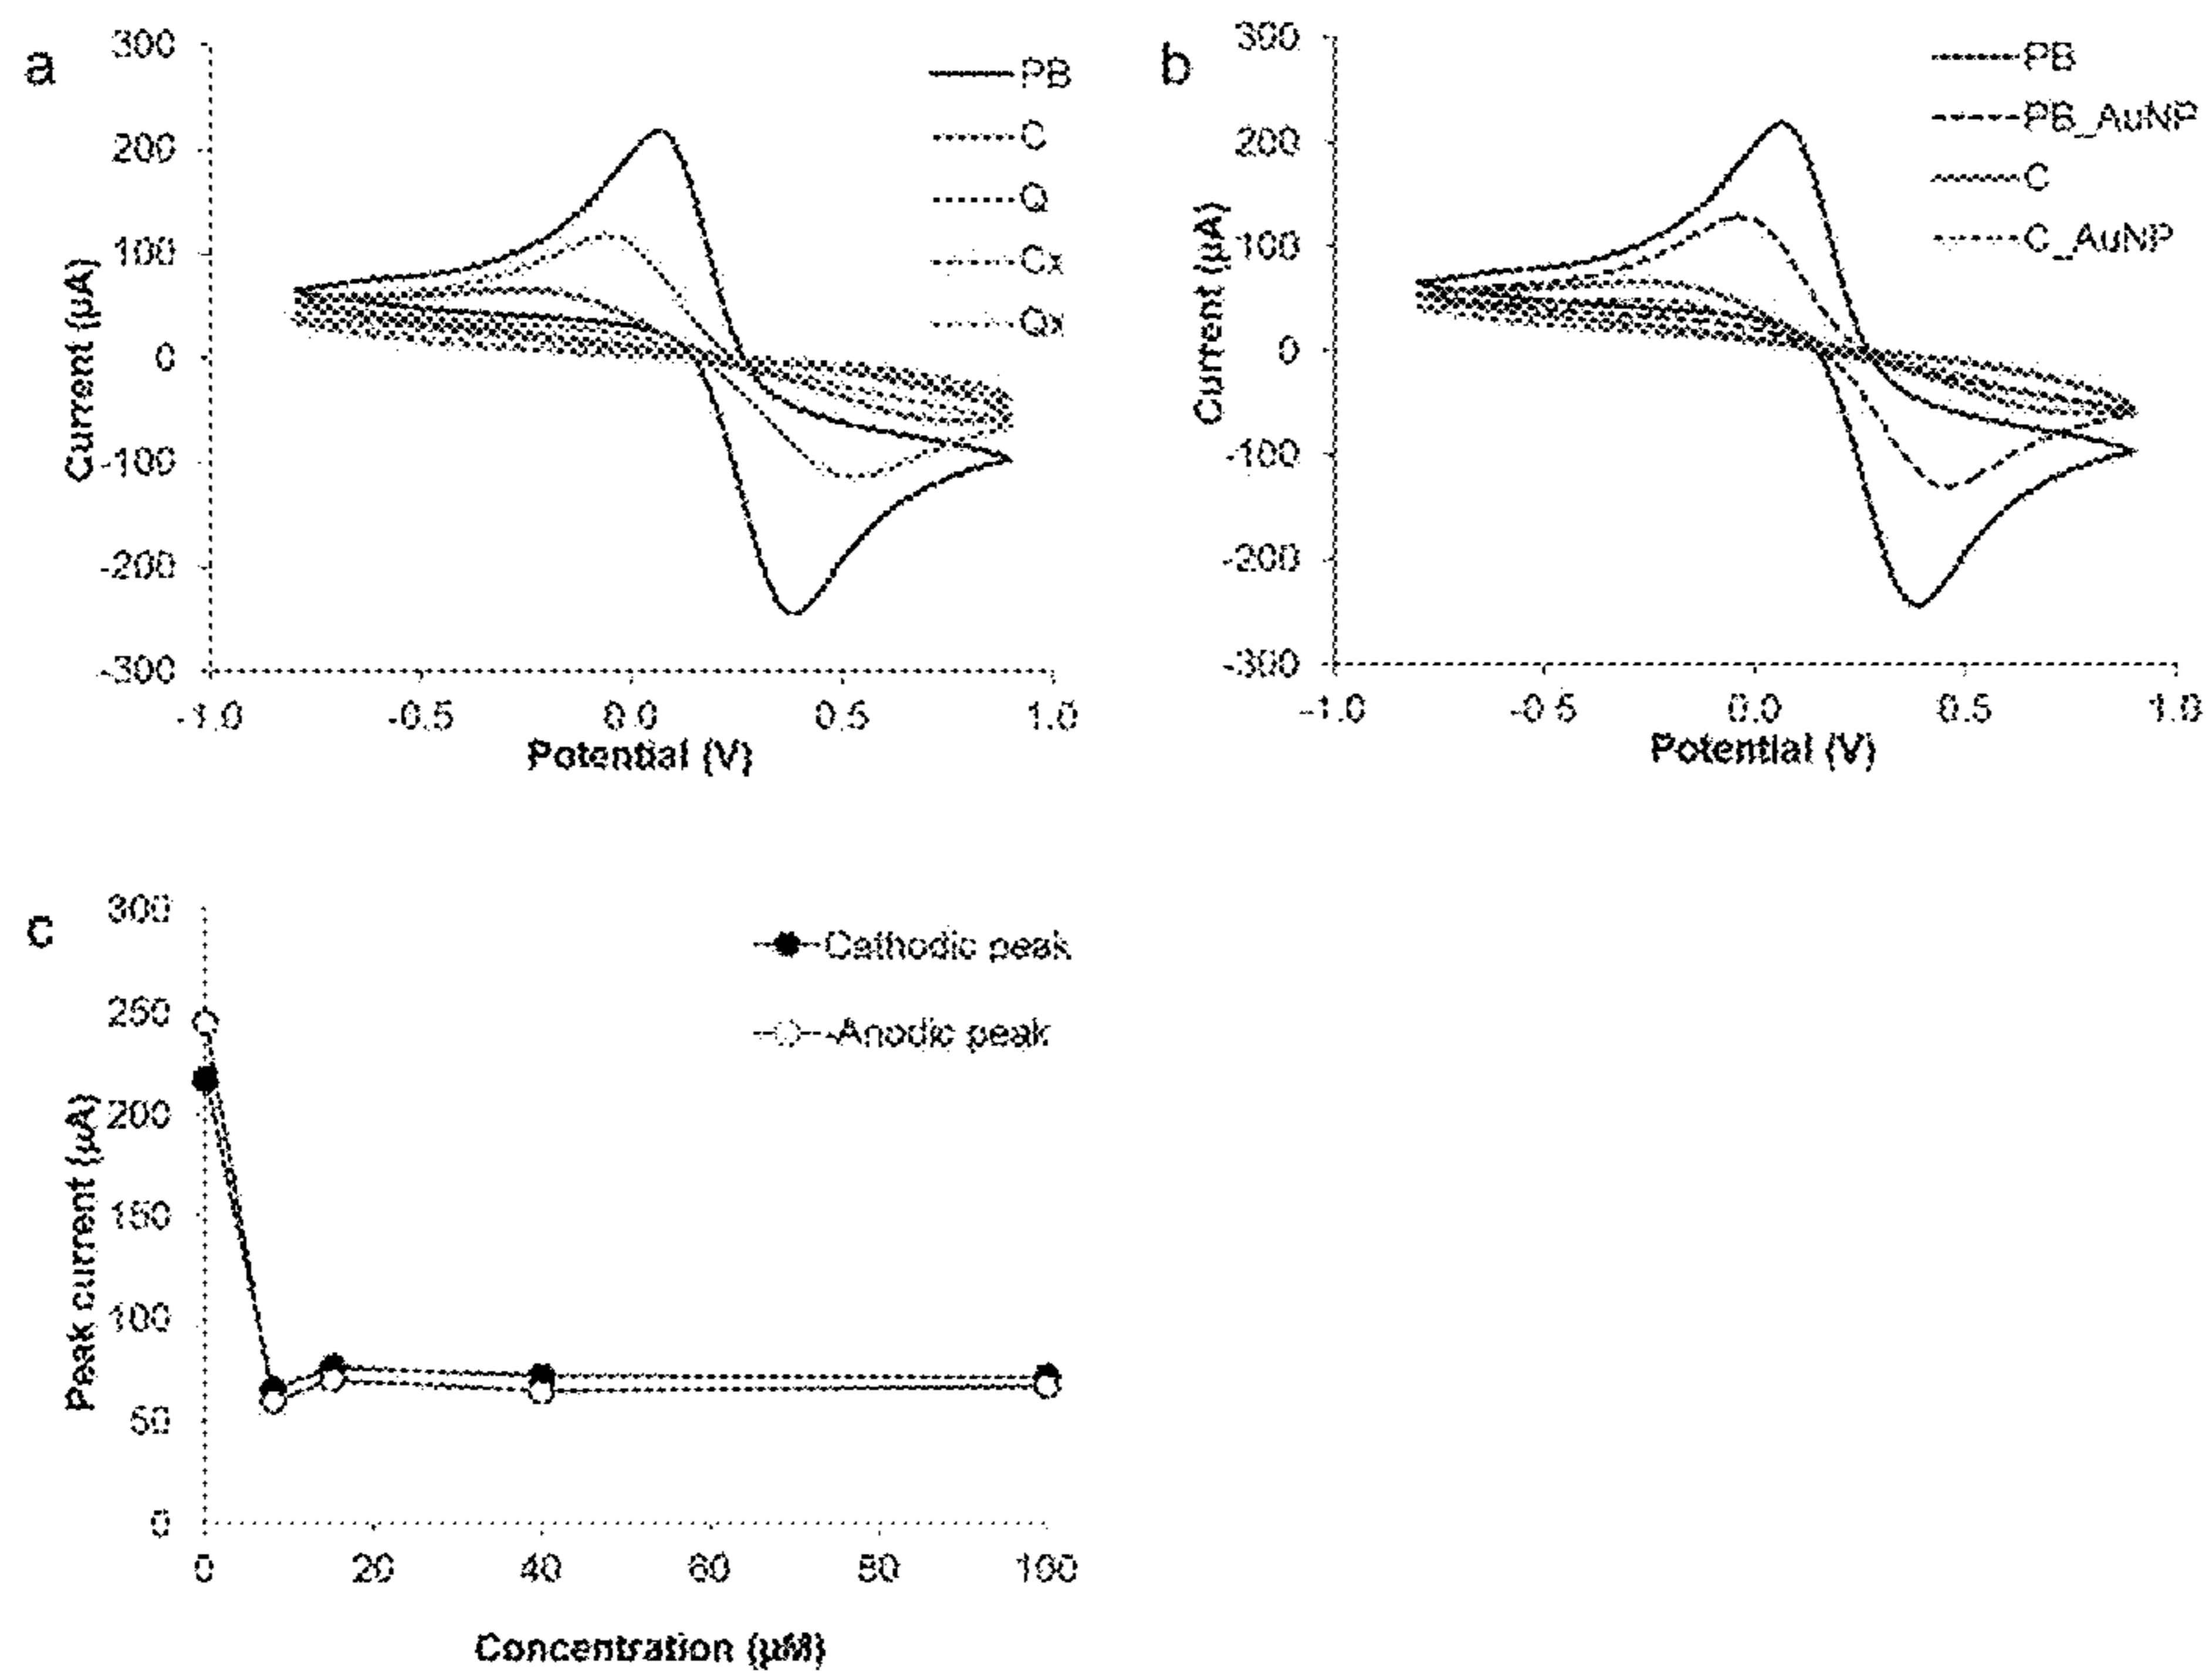 a
300
200
100
0
-100
-200
-300
-1.0 -0.5 0.0 0.5 1.0
Current (µA)
Potential (V)
PB
C
Q
Cx
Qx
b
300
200
100
0
-100
-200
-300
-1.0 -0.5 0.0 0.5 1.0
Current (µA)
Potential (V)
PB
PB_AuNP
C
C_AuNP
c
300
250
200
150
100
50
0
0 20 40 60 80 100
Peak current (µA)
Concentration (µM)
Cathodic peak
Anodic peak